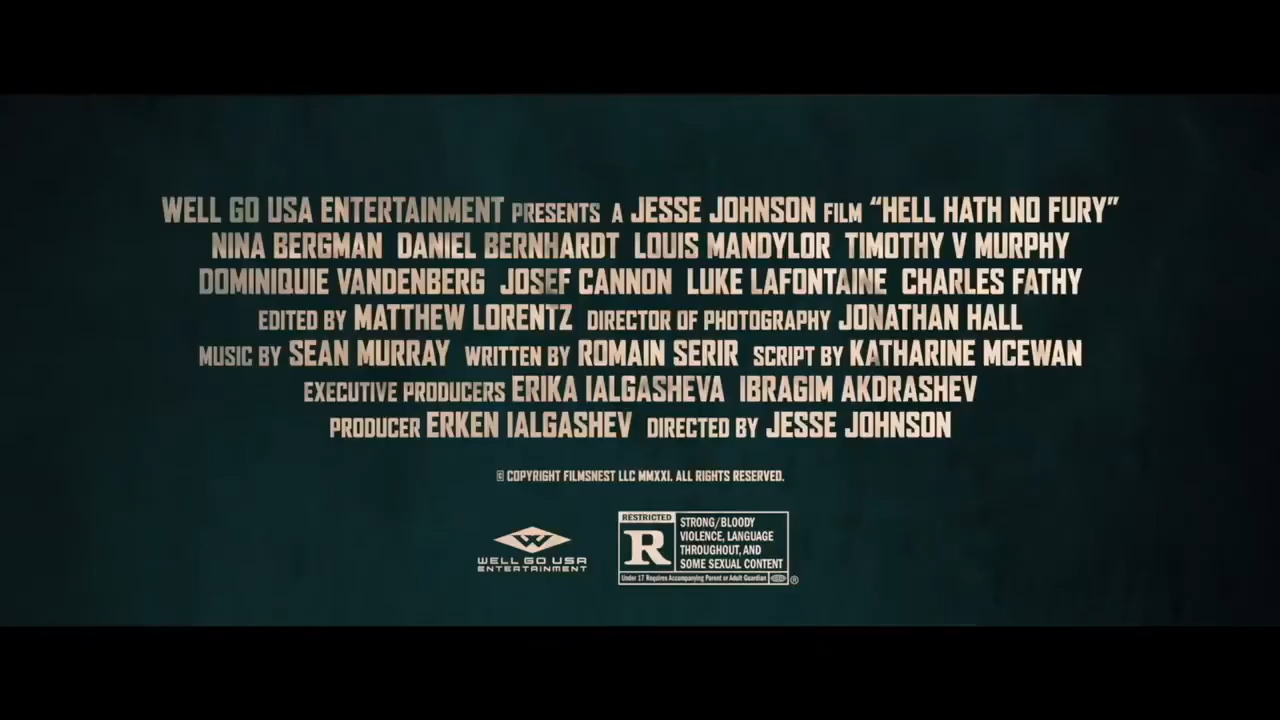 WELL GO USA ENTERTAINMENT PRESENTS A JESSE JOHNSON FILM “HELL HATH NO FURY”
NINA BERGMAN DANIEL BERNHARDT LOUIS MANDYLOR TIMOTHY V MURPHY
DOMINIQUIE VANDENBERG JOSEF CANNON LUKE LAFONTAINE CHARLES FATHY
EDITED BY MATTHEW LORENTZ DIRECTOR OF PHOTOGRAPHY JONATHAN HALL
MUSIC BY SEAN MURRAY WRITTEN BY ROMAIN SERIR SCRIPT BY KATHARINE MCEWAN
EXECUTIVE PRODUCERS ERIKA IALGASHEVA IBRAGIM AKDRASHEV
PRODUCER ERKEN IALGASHEV DIRECTED BY JESSE JOHNSON
© COPYRIGHT FILMSNEST LLC MMXXI. ALL RIGHTS RESERVED.
WELL GO USA
ENTERTAINMENT
RESTRICTED
R
STRONG/BLOODY
VIOLENCE, LANGUAGE
THROUGHOUT, AND
SOME SEXUAL CONTENT
Under 17 Requires Accompanying Parent or Adult Guardian
®